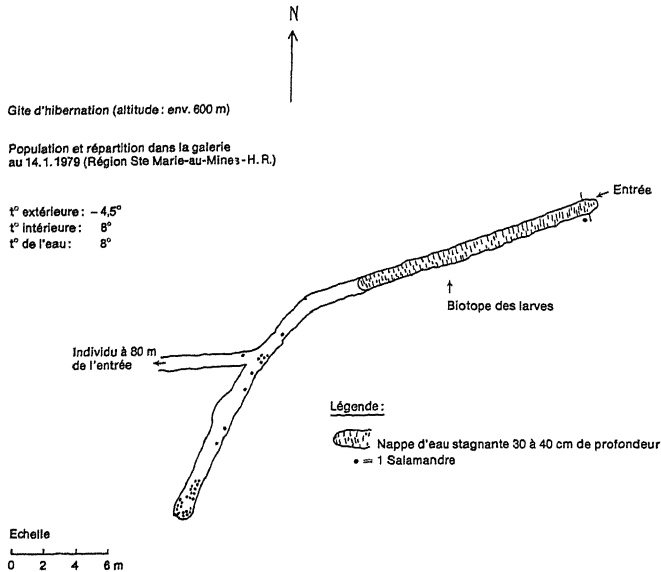 N
Gite d'hibernation (altitude : env. 600 m)
Population et répartition dans la galerie
au 14.1.1979 (Région Ste Marie-au-Mines-H.R.)
t° extérieure : – 4,5°
t° intérieure : 8°
t° de l'eau : 8°
Entrée
Biotope des larves
Individu à 80 m
de l'entrée
Légende :
Nappe d'eau stagnante 30 à 40 cm de profondeur
• = 1 Salamandre
Echelle
0 2 4 6 m